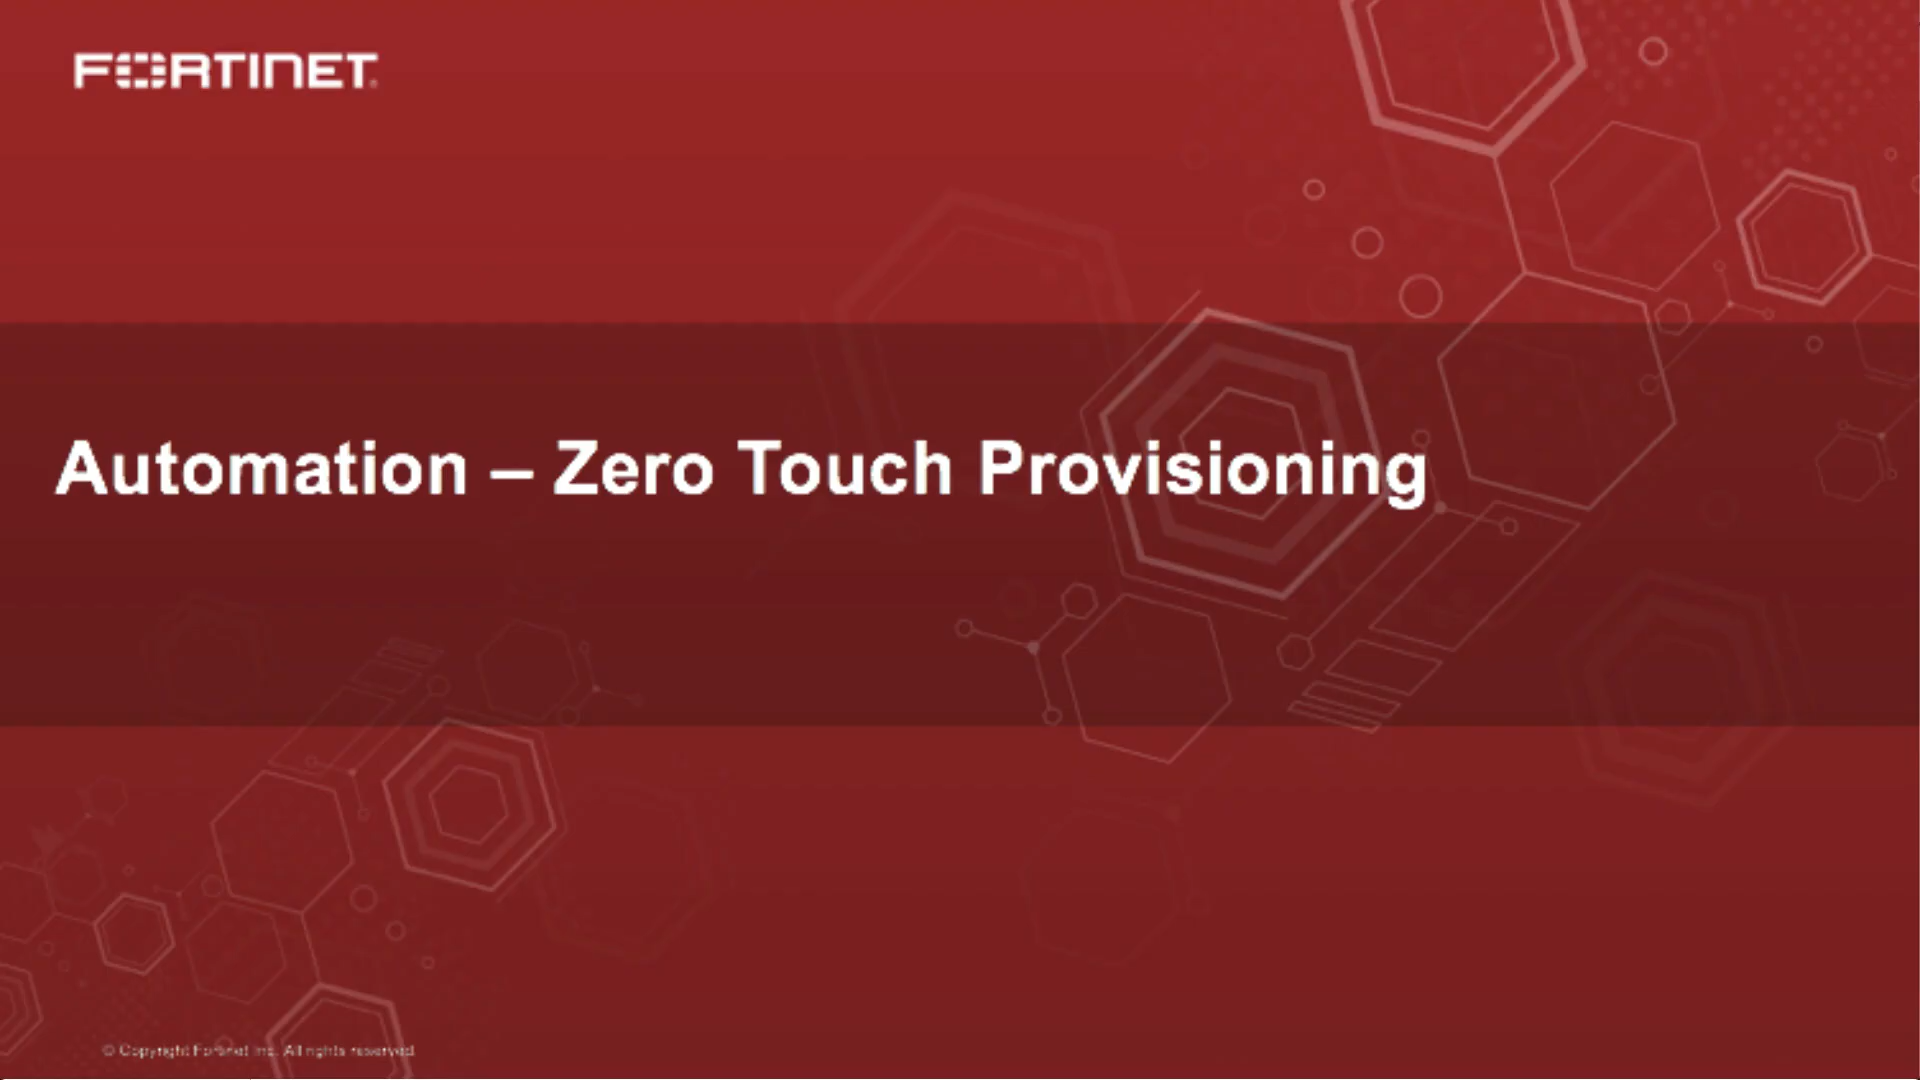 FORTINET
Automation – Zero Touch Provisioning
© Copyright Fortinet Inc. All rights reserved.